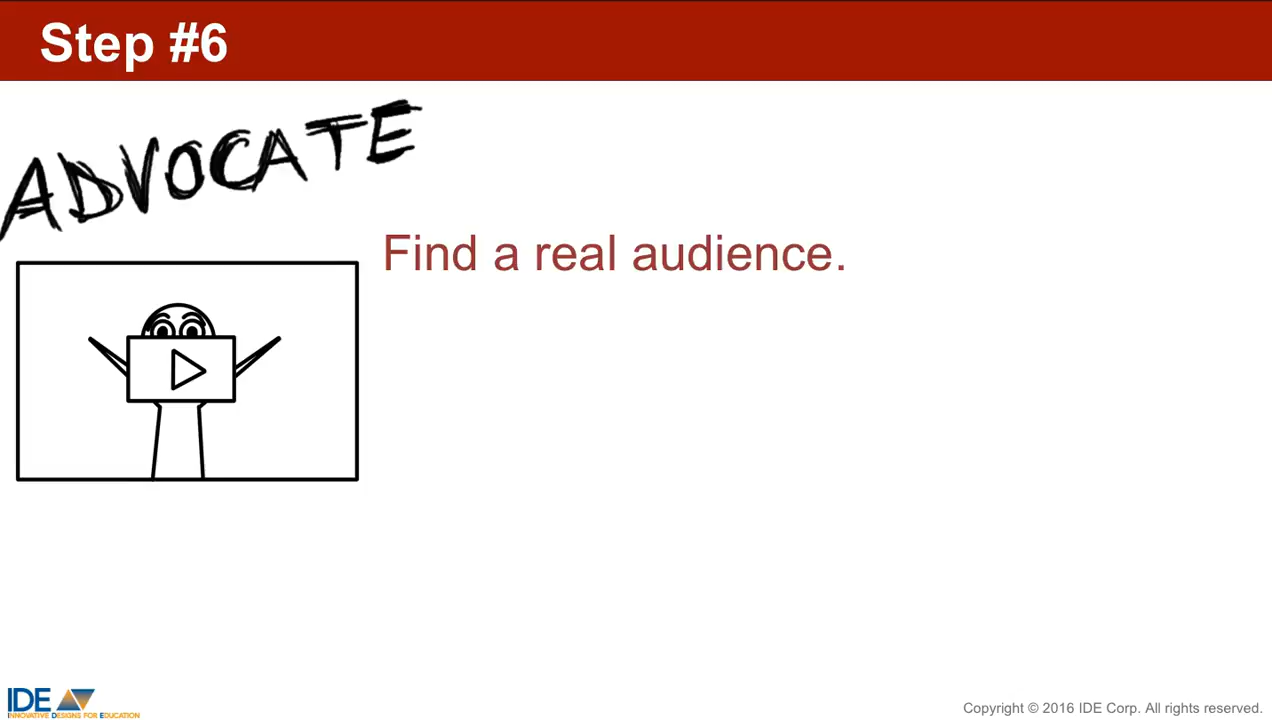 Step #6
ADVOCATE
Find a real audience.
IDE
INNOVATIVE DESIGNS FOR EDUCATION
Copyright © 2016 IDE Corp. All rights reserved.